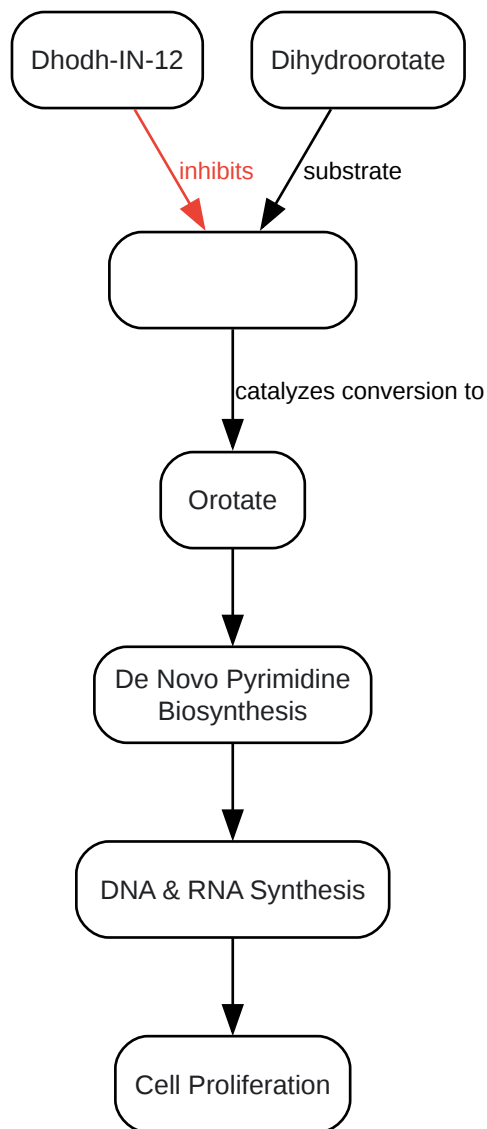 Dhodh-IN-12
Dihydroorotate
inhibits
substrate
catalyzes conversion to
Orotate
De Novo Pyrimidine
Biosynthesis
DNA & RNA Synthesis
Cell Proliferation